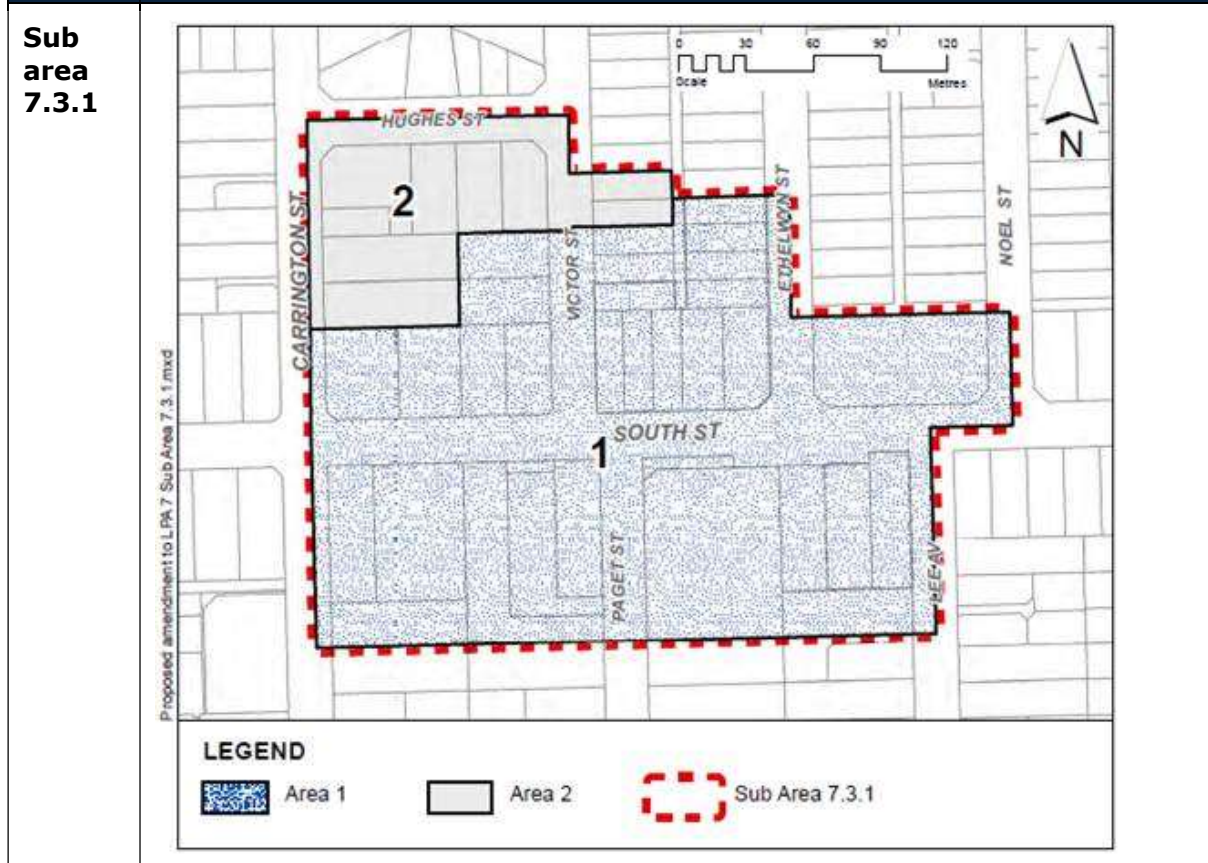 Sub
area
7.3.1
0 30 60 90 120
Scale
Metres
N
HUGHES ST
2
CARRINGTON ST
VICTOR ST
ETHELWYN ST
NOEL ST
SOUTH ST
1
PAGET ST
LEE AV
Proposed amendment to LPA 7 Sub Area 7.3.1.mxd
LEGEND
Area 1
Area 2
Sub Area 7.3.1